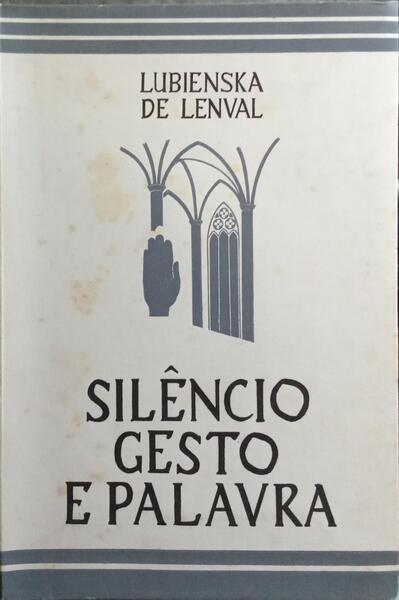 LUBIENSKA
DE LENVAL
SILÊNCIO
GESTO
E PALAVRA